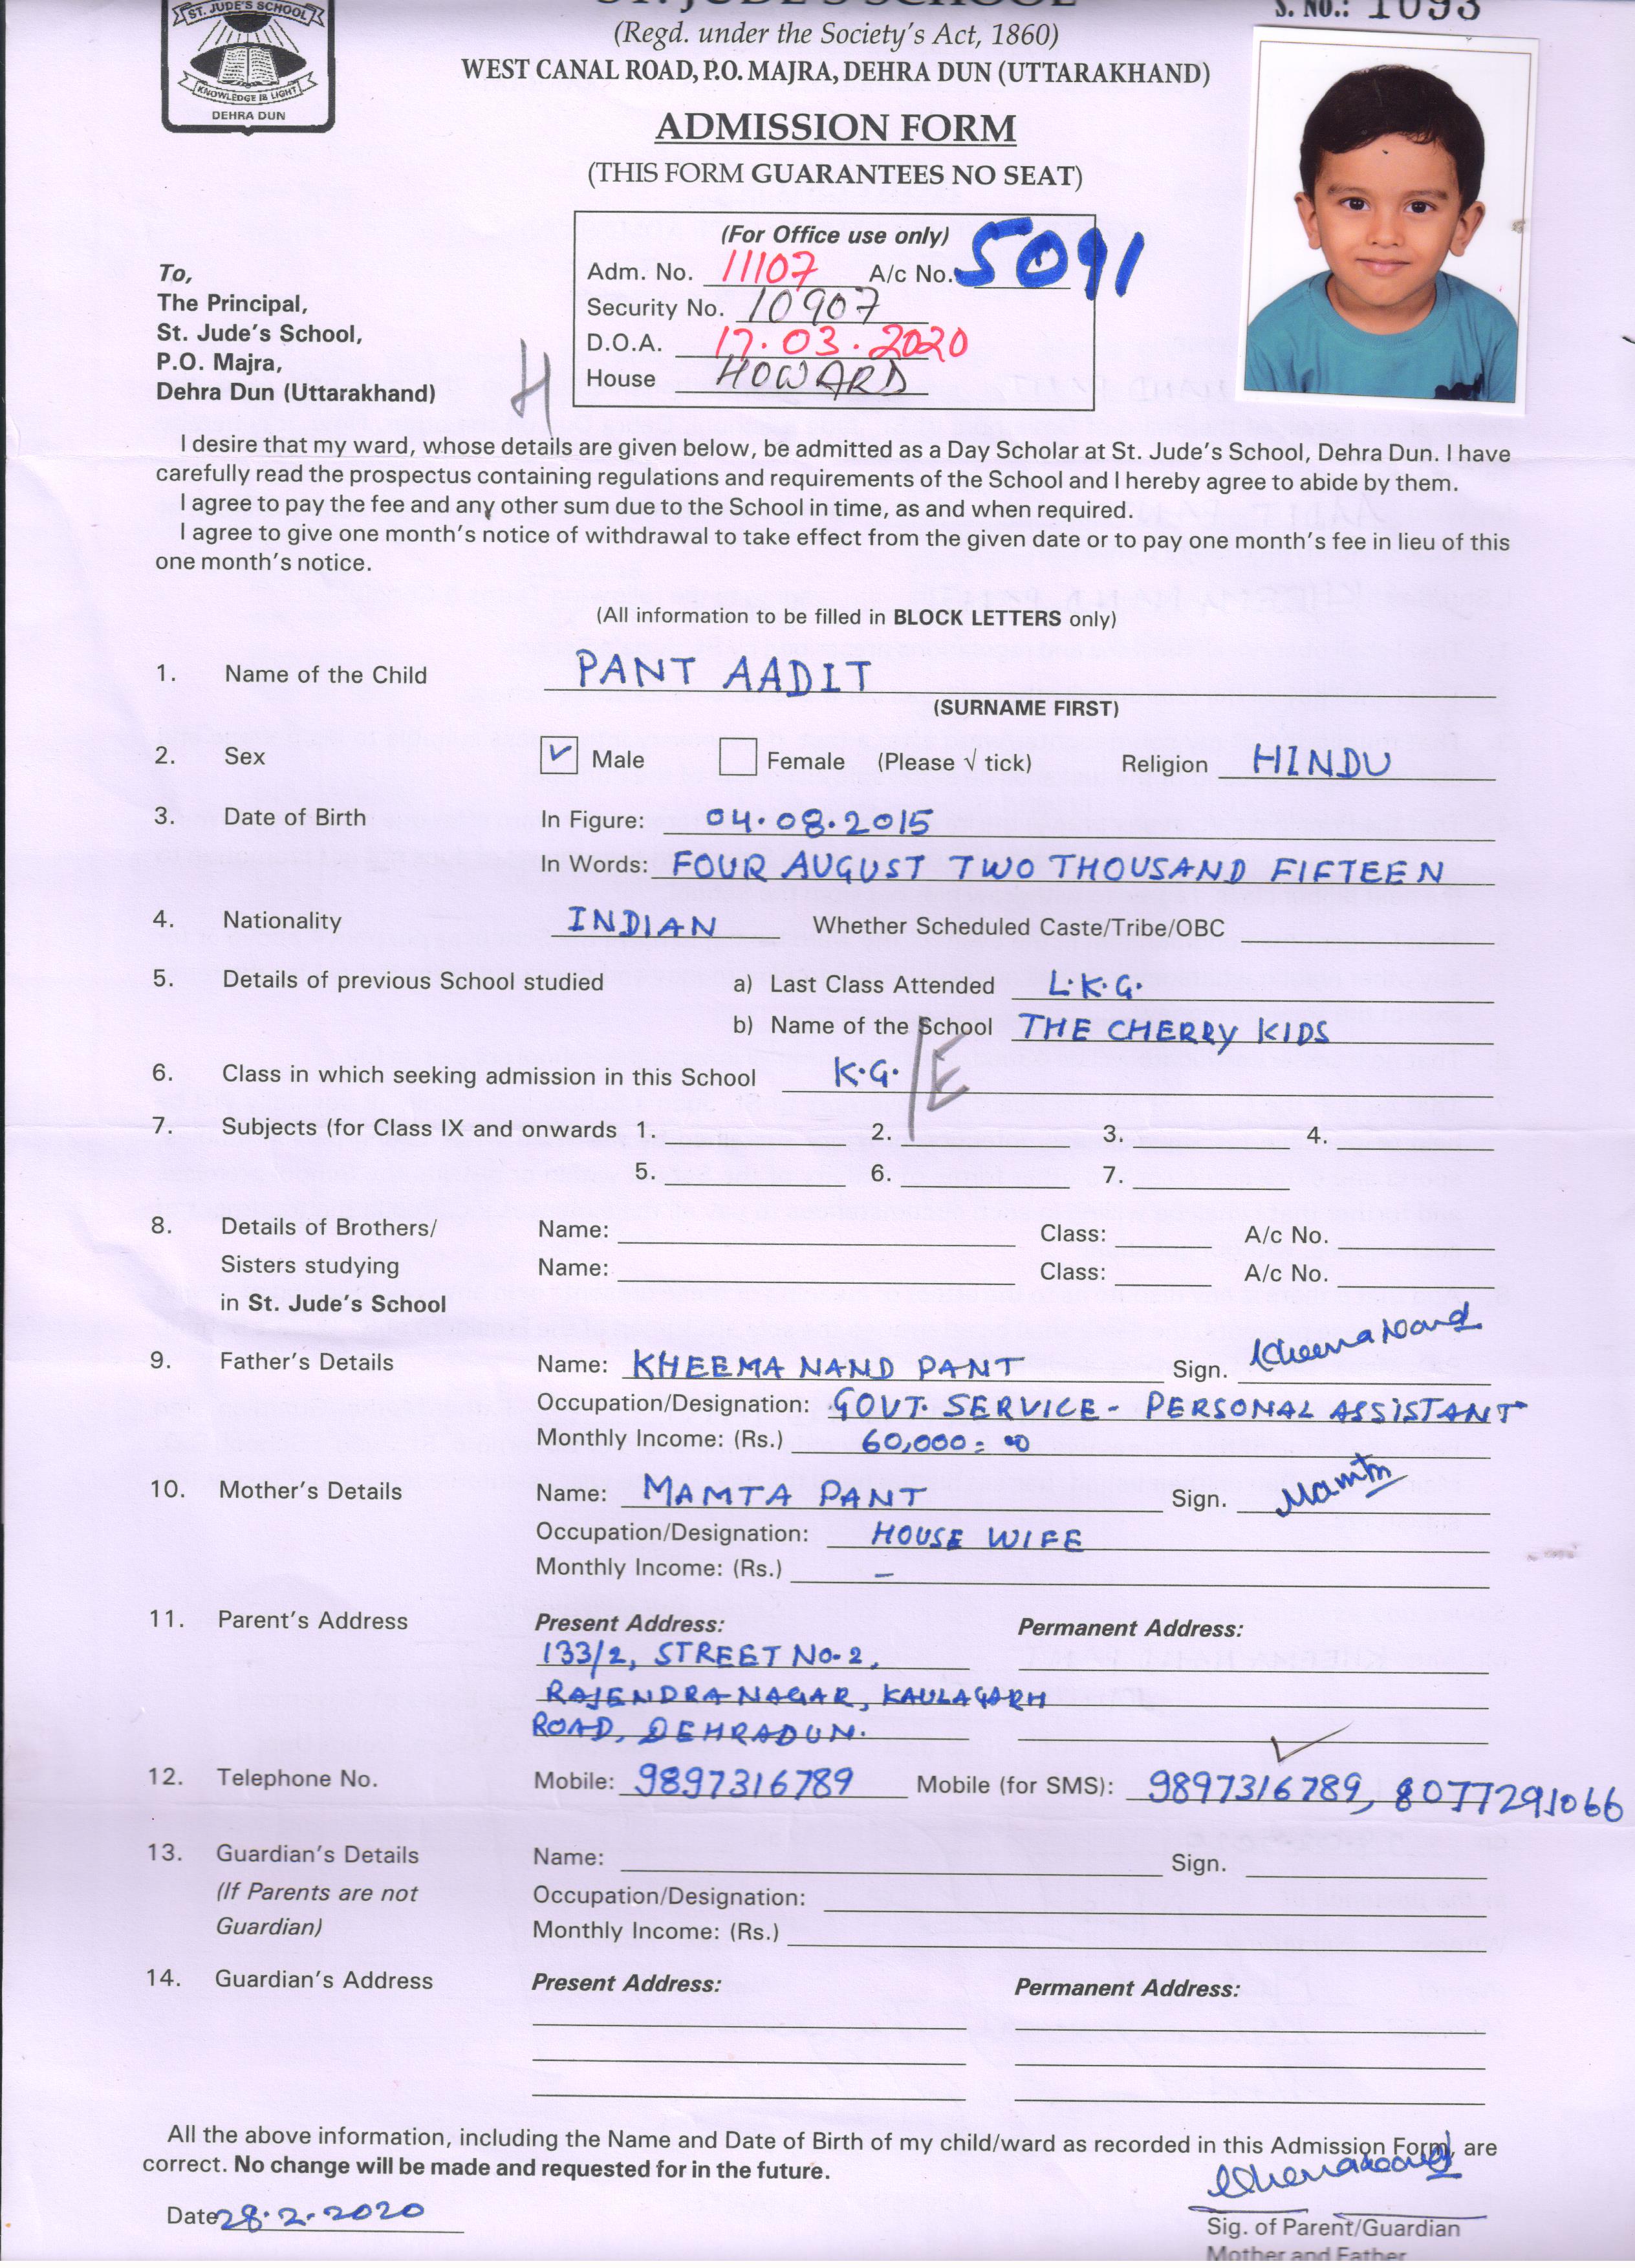 ST. JUDE'S SCHOOL
KNOWLEDGE IS LIGHT
DEHRA DUN
ST. JUDE'S SCHOOL
S. NO.: 1093
(Regd. under the Society's Act, 1860)
WEST CANAL ROAD, P.O. MAJRA, DEHRA DUN (UTTARAKHAND)
ADMISSION FORM
(THIS FORM GUARANTEES NO SEAT)
(For Office use only)
Adm. No. 11107 A/c No. 5091
Security No. 10907
D.O.A. 17.03.2020
House HOWARD
H
To,
The Principal,
St. Jude's School,
P.O. Majra,
Dehra Dun (Uttarakhand)
I desire that my ward, whose details are given below, be admitted as a Day Scholar at St. Jude's School, Dehra Dun. I have
carefully read the prospectus containing regulations and requirements of the School and I hereby agree to abide by them.
I agree to pay the fee and any other sum due to the School in time, as and when required.
I agree to give one month's notice of withdrawal to take effect from the given date or to pay one month's fee in lieu of this
one month's notice.
(All information to be filled in BLOCK LETTERS only)
1. Name of the Child PANT AADIT
(SURNAME FIRST)
2. Sex Male Female (Please √ tick) Religion HINDU
3. Date of Birth In Figure: 04.08.2015
In Words: FOUR AUGUST TWO THOUSAND FIFTEEN
4. Nationality INDIAN Whether Scheduled Caste/Tribe/OBC
5. Details of previous School studied a) Last Class Attended L.K.G.
b) Name of the School THE CHERRY KIDS
6. Class in which seeking admission in this School K.G. /E
7. Subjects (for Class IX and onwards 1. 2. 3. 4.
5. 6. 7.
8. Details of Brothers/ Name: Class: A/c No.
Sisters studying Name: Class: A/c No.
in St. Jude's School
9. Father's Details Name: KHEEMA NAND PANT Sign. Kheema Nand
Occupation/Designation: GOVT. SERVICE - PERSONAL ASSISTANT
Monthly Income: (Rs.) 60,000=00
10. Mother's Details Name: MAMTA PANT Sign. Mamta
Occupation/Designation: HOUSE WIFE
Monthly Income: (Rs.) –
11. Parent's Address Present Address: Permanent Address:
133/2, STREET NO-2,
RAJENDRA NAGAR, KAULAGARH
ROAD, DEHRADUN.
12. Telephone No. Mobile: 9897316789 Mobile (for SMS): 9897316789, 8077291066
13. Guardian's Details Name: Sign.
(If Parents are not Occupation/Designation:
Guardian) Monthly Income: (Rs.)
14. Guardian's Address Present Address: Permanent Address:
All the above information, including the Name and Date of Birth of my child/ward as recorded in this Admission Form, are
correct. No change will be made and requested for in the future.
Date 28.2.2020
Sig. of Parent/Guardian
Mother and Father